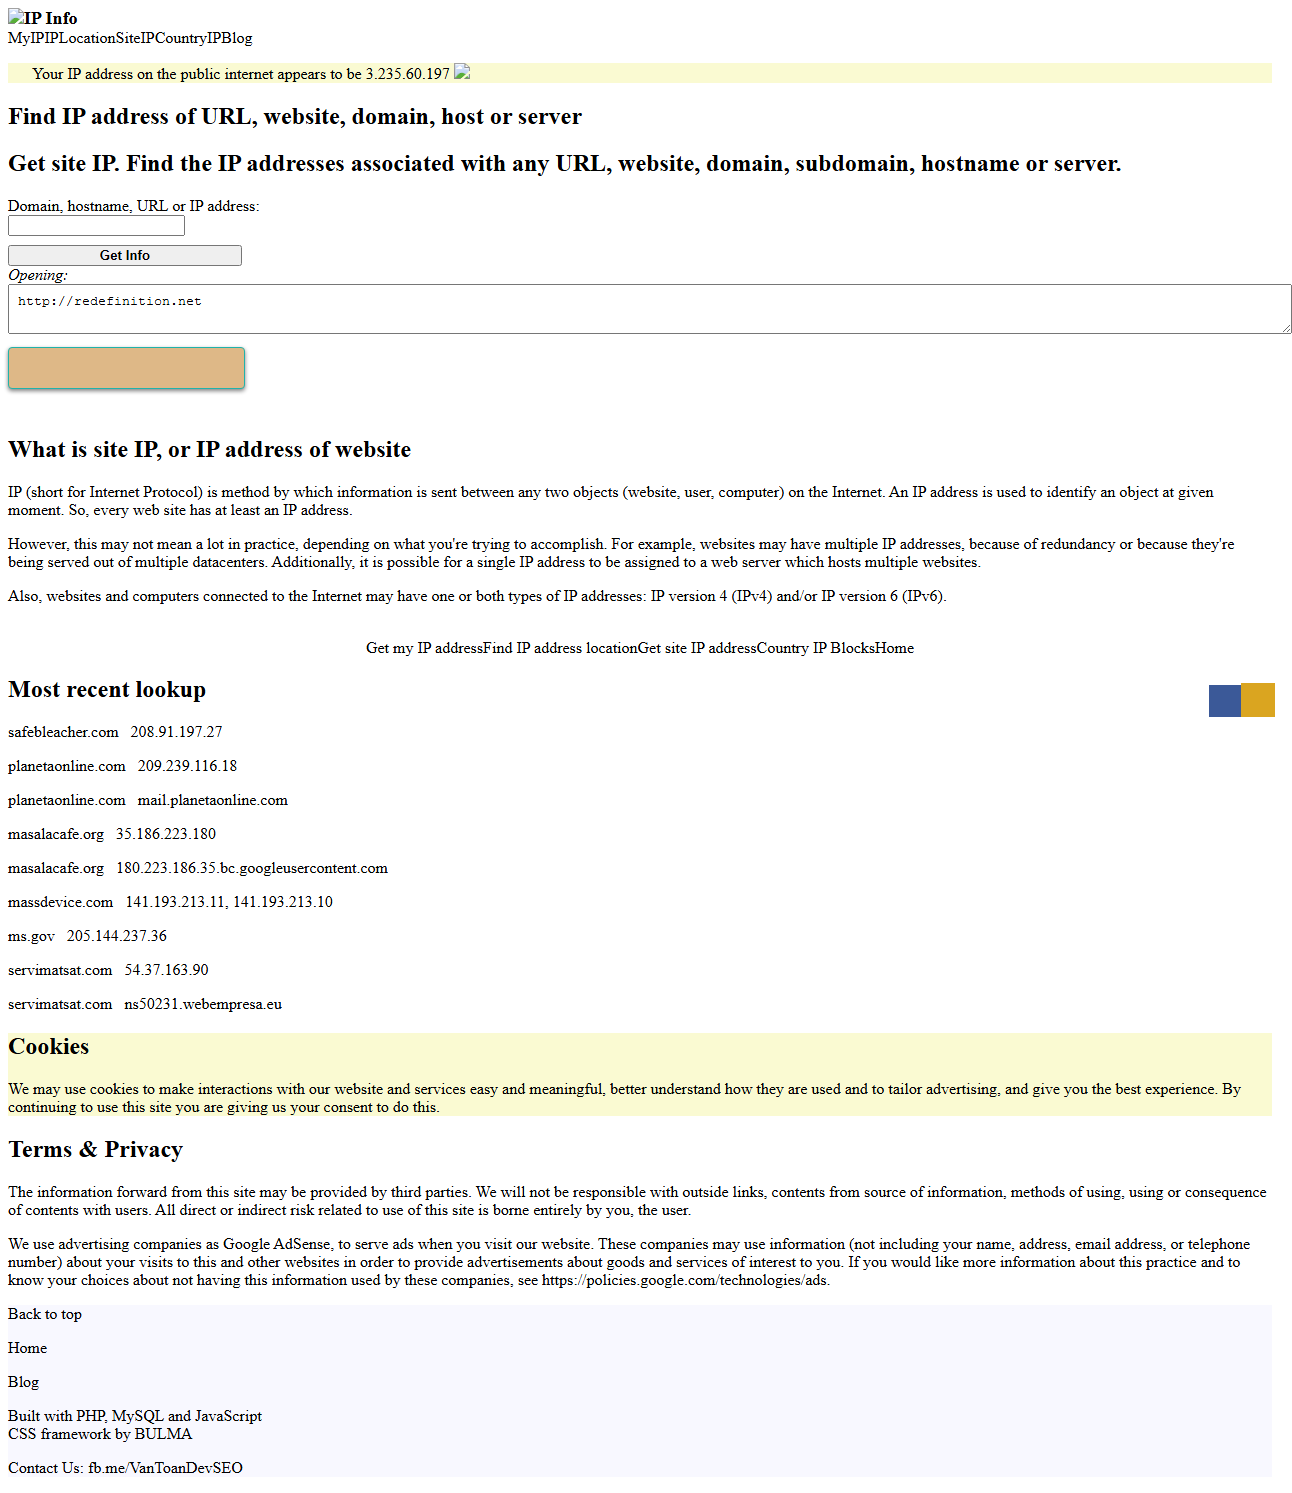 IP Info
MyIPIPLocationSiteIPCountryIPBlog
Your IP address on the public internet appears to be 3.235.60.197
Find IP address of URL, website, domain, host or server
Get site IP. Find the IP addresses associated with any URL, website, domain, subdomain, hostname or server.
Domain, hostname, URL or IP address:
Get Info
Opening:
http://redefinition.net
What is site IP, or IP address of website
IP (short for Internet Protocol) is method by which information is sent between any two objects (website, user, computer) on the Internet. An IP address is used to identify an object at given
moment. So, every web site has at least an IP address.
However, this may not mean a lot in practice, depending on what you're trying to accomplish. For example, websites may have multiple IP addresses, because of redundancy or because they're
being served out of multiple datacenters. Additionally, it is possible for a single IP address to be assigned to a web server which hosts multiple websites.
Also, websites and computers connected to the Internet may have one or both types of IP addresses: IP version 4 (IPv4) and/or IP version 6 (IPv6).
Get my IP addressFind IP address locationGet site IP addressCountry IP BlocksHome
Most recent lookup
safebleacher.com 208.91.197.27
planetaonline.com 209.239.116.18
planetaonline.com mail.planetaonline.com
masalacafe.org 35.186.223.180
masalacafe.org 180.223.186.35.bc.googleusercontent.com
massdevice.com 141.193.213.11, 141.193.213.10
ms.gov 205.144.237.36
servimatsat.com 54.37.163.90
servimatsat.com ns50231.webempresa.eu
Cookies
We may use cookies to make interactions with our website and services easy and meaningful, better understand how they are used and to tailor advertising, and give you the best experience. By
continuing to use this site you are giving us your consent to do this.
Terms & Privacy
The information forward from this site may be provided by third parties. We will not be responsible with outside links, contents from source of information, methods of using, using or consequence
of contents with users. All direct or indirect risk related to use of this site is borne entirely by you, the user.
We use advertising companies as Google AdSense, to serve ads when you visit our website. These companies may use information (not including your name, address, email address, or telephone
number) about your visits to this and other websites in order to provide advertisements about goods and services of interest to you. If you would like more information about this practice and to
know your choices about not having this information used by these companies, see https://policies.google.com/technologies/ads.
Back to top
Home
Blog
Built with PHP, MySQL and JavaScript
CSS framework by BULMA
Contact Us: fb.me/VanToanDevSEO